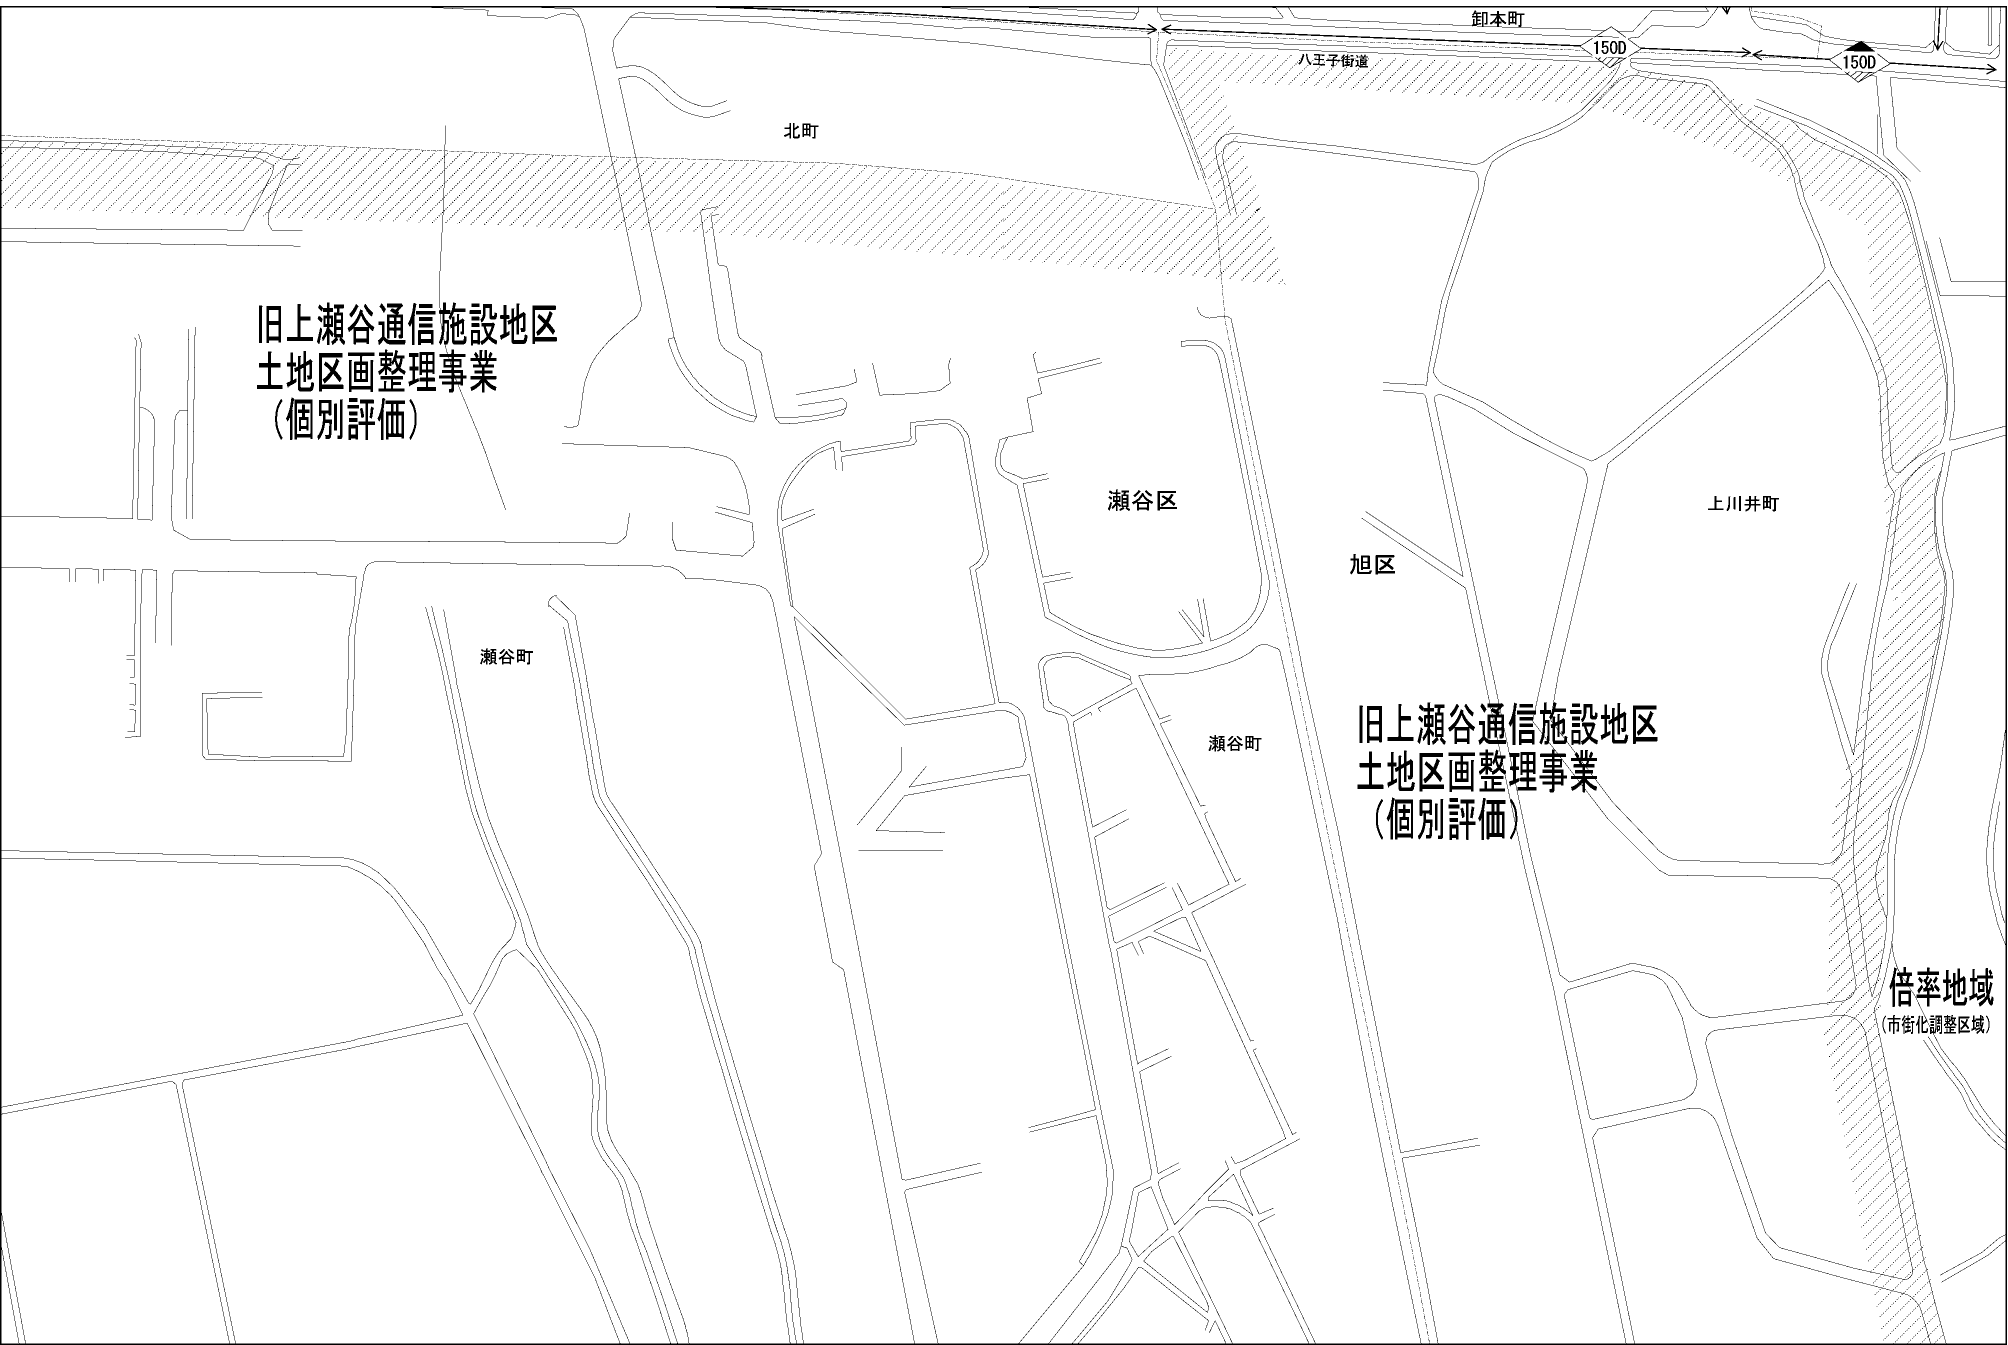 卸本町
150D
150D
八王子街道
北町
旧上瀬谷通信施設地区
土地区画整理事業
（個別評価）
瀬谷区
上川井町
旭区
瀬谷町
瀬谷町
旧上瀬谷通信施設地区
土地区画整理事業
（個別評価）
倍率地域
（市街化調整区域）